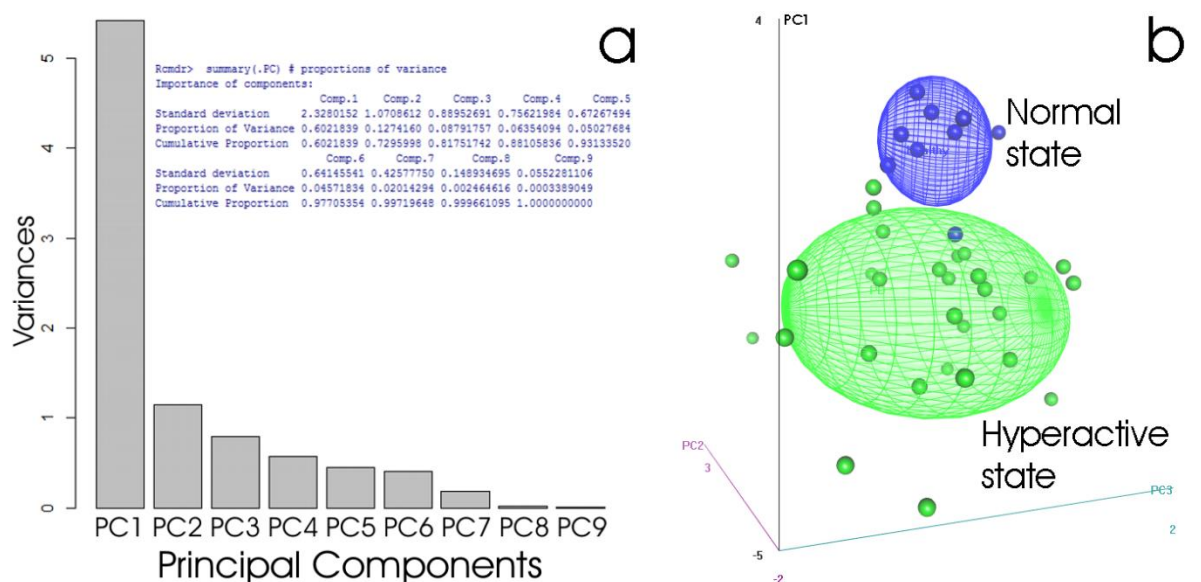 a
Rcmdr> summary(.PC) # proportions of variance
Importance of components:
Comp.1 Comp.2 Comp.3 Comp.4 Comp.5
Standard deviation 2.3280152 1.0708612 0.88952691 0.75621984 0.67267494
Proportion of Variance 0.6021839 0.1274160 0.08791757 0.06354094 0.05027684
Cumulative Proportion 0.6021839 0.7295998 0.81751742 0.88105836 0.93133520
Comp.6 Comp.7 Comp.8 Comp.9
Standard deviation 0.64145541 0.42577750 0.148934695 0.0552281106
Proportion of Variance 0.04571834 0.02014294 0.002464616 0.0003389049
Cumulative Proportion 0.97705354 0.99719648 0.999661095 1.0000000000
Variances
5
4
3
2
1
0
PC1 PC2 PC3 PC4 PC5 PC6 PC7 PC8 PC9
Principal Components
b
4 PC1
Normal
state
Hyperactive
state
PC2
3
PC3
2
-5
-2